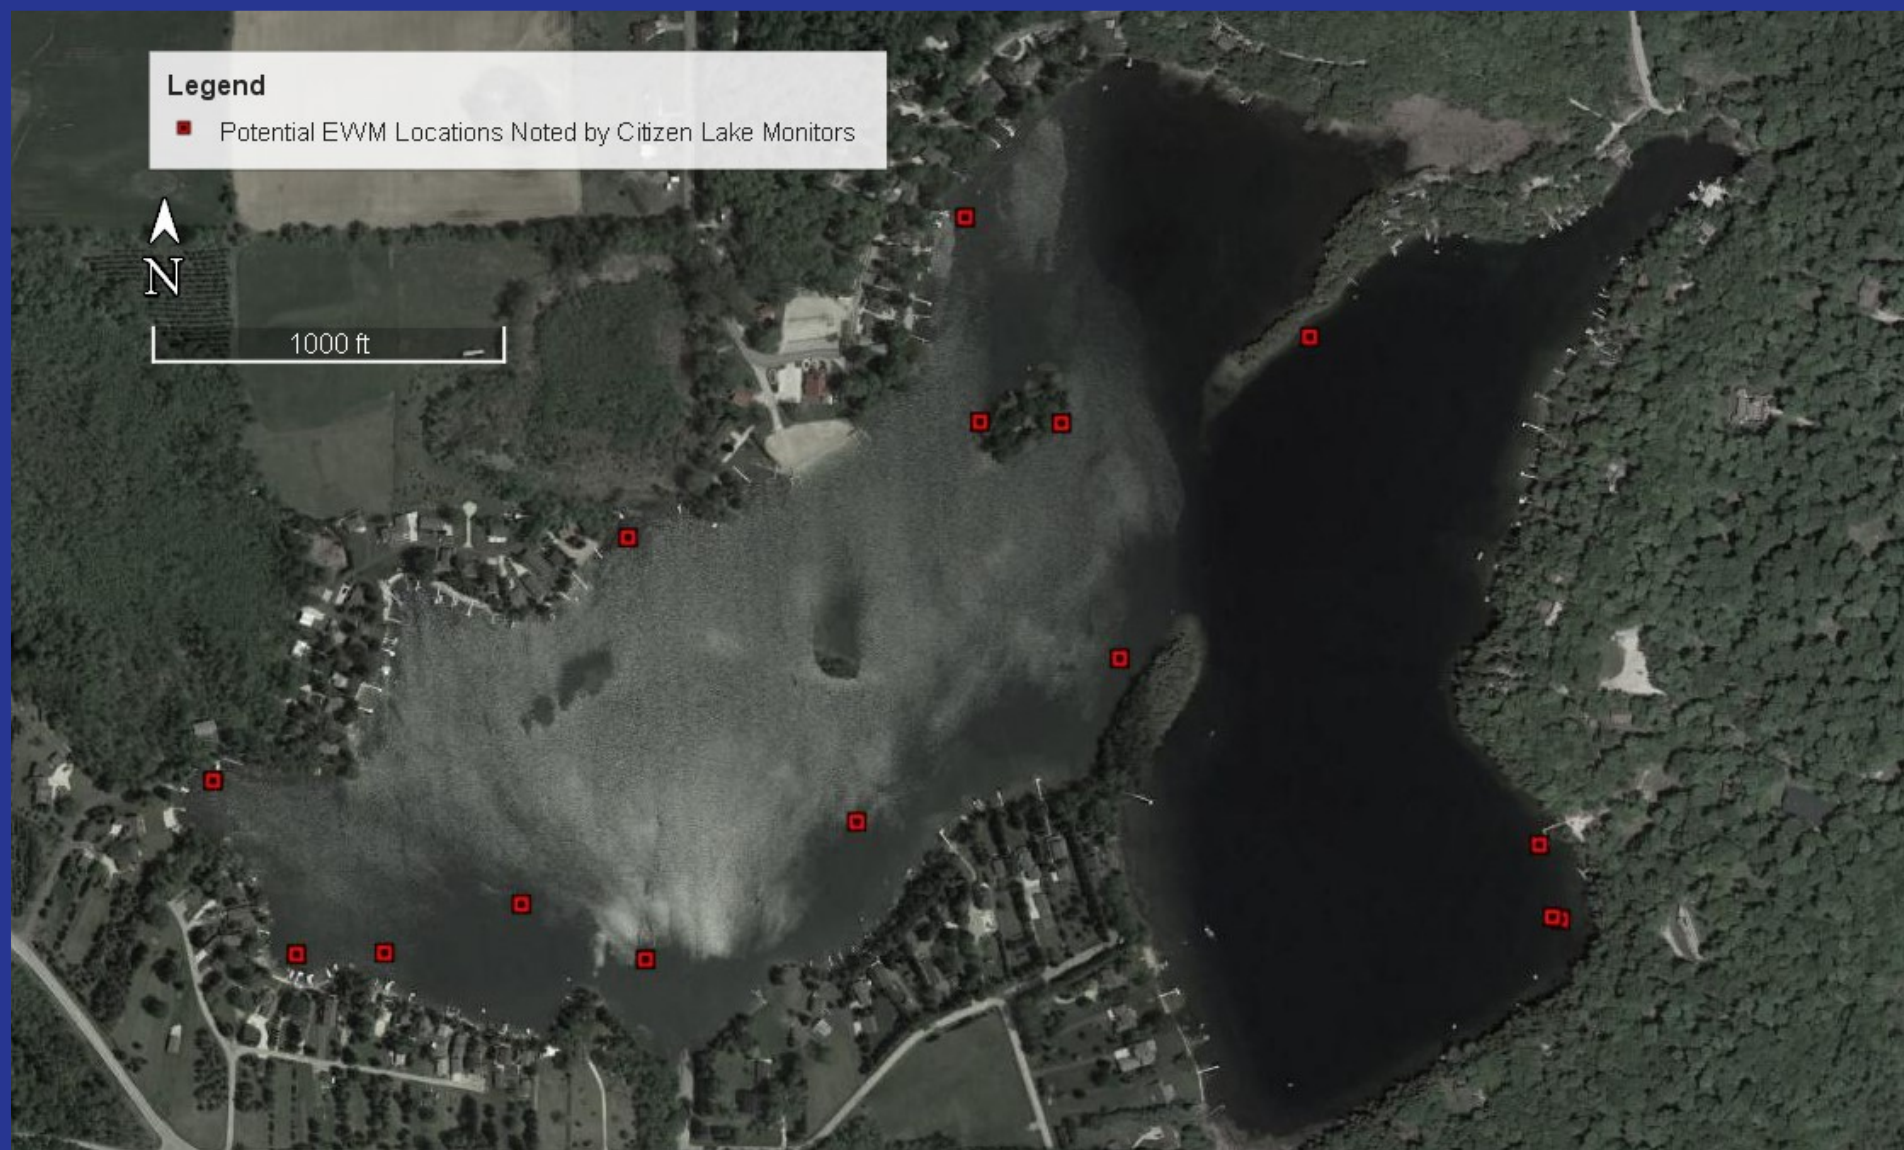 Legend
Potential EWM Locations Noted by Citizen Lake Monitors
N
1000 ft